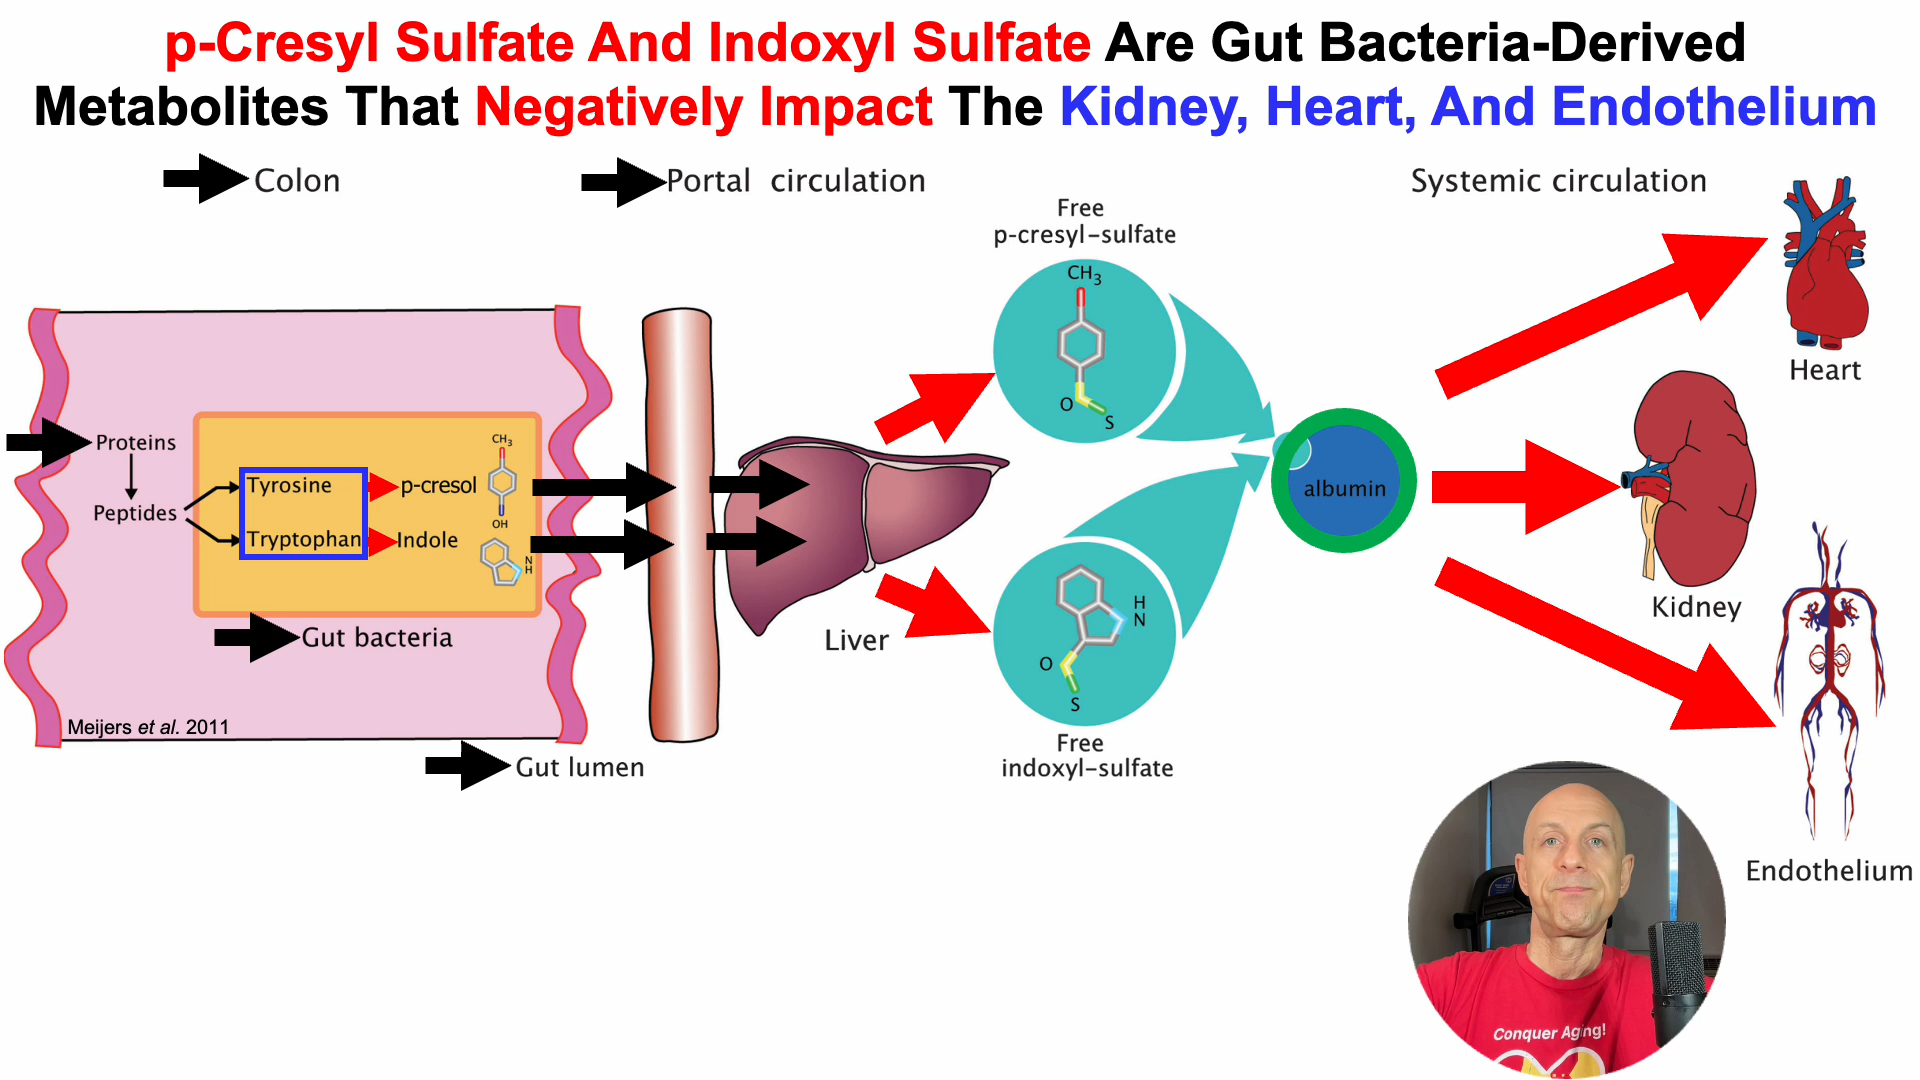 p-Cresyl Sulfate And Indoxyl Sulfate Are Gut Bacteria-Derived
Metabolites That Negatively Impact The Kidney, Heart, And Endothelium
Colon
Portal circulation
Systemic circulation
Free
p-cresyl-sulfate
CH3
O
S
Heart
Proteins
Peptides
Tyrosine
p-cresol
CH3
OH
Tryptophan
Indole
N
H
albumin
Gut bacteria
Liver
H
N
O
S
Kidney
Meijers et al. 2011
Free
indoxyl-sulfate
Gut lumen
Endothelium
Conquer Aging!